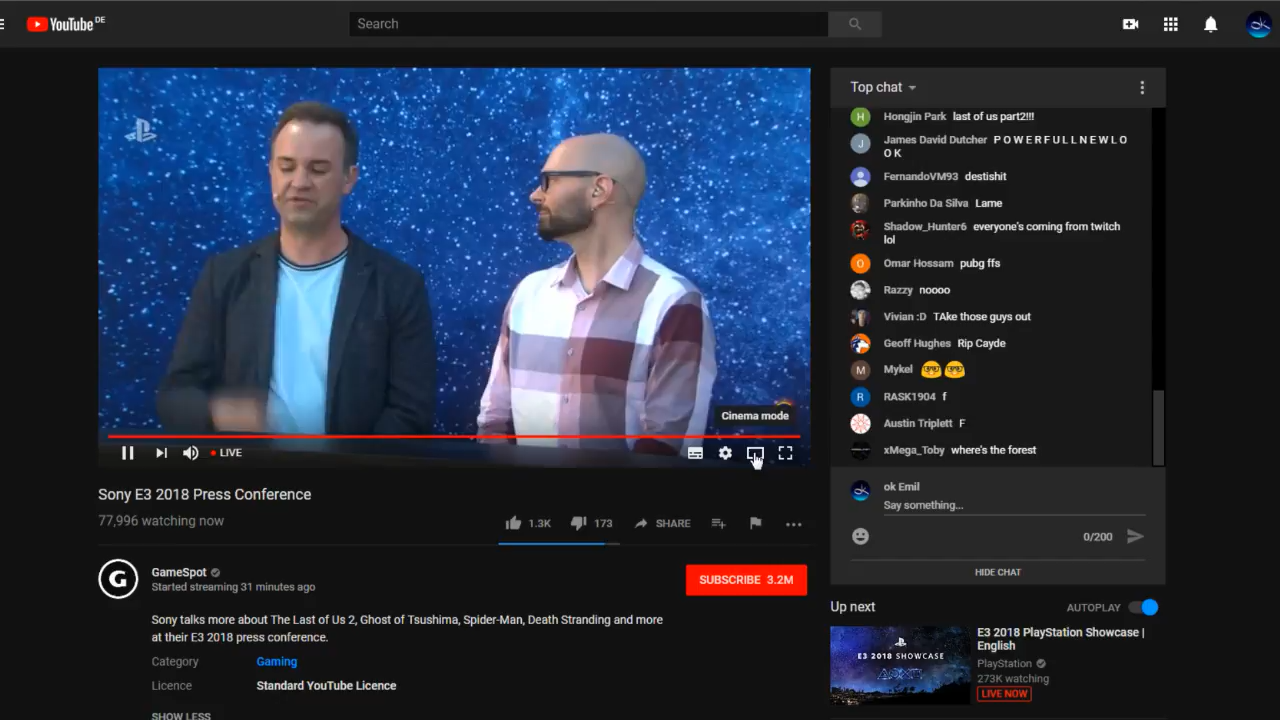 YouTube DE
Search
Top chat
Hongjin Park last of us part2!!!
James David Dutcher P O W E R F U L L N E W L O
O K
FernandoVM93 destishit
Parkinho Da Silva Lame
Shadow_Hunter6 everyone's coming from twitch
lol
Omar Hossam pubg ffs
Razzy noooo
Vivian :D TAke those guys out
Geoff Hughes Rip Cayde
Mykel
RASK1904 f
Austin Triplett F
xMega_Toby where's the forest
H
J
O
M
R
Cinema mode
LIVE
ok Emil
Say something...
0/200
HIDE CHAT
Sony E3 2018 Press Conference
77,996 watching now
1.3K
173
SHARE
G
GameSpot
Started streaming 31 minutes ago
SUBSCRIBE 3.2M
Sony talks more about The Last of Us 2, Ghost of Tsushima, Spider-Man, Death Stranding and more
at their E3 2018 press conference.
Category Gaming
Licence Standard YouTube Licence
SHOW LESS
Up next
AUTOPLAY
E3 2018 SHOWCASE
E3 2018 PlayStation Showcase |
English
PlayStation
273K watching
LIVE NOW